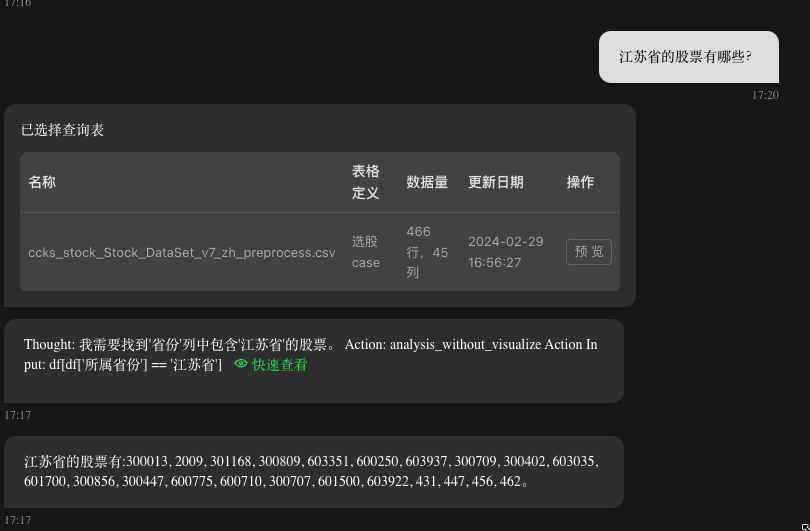 17:16
江苏省的股票有哪些?
17:20
已选择查询表
名称 表格定义 数据量 更新日期 操作
ccks_stock_Stock_DataSet_v7_zh_preprocess.csv 选股case 466行，45列 2024-02-29 16:56:27 预 览
Thought: 我需要找到'省份'列中包含'江苏省'的股票。 Action: analysis_without_visualize Action In
put: df[df['所属省份'] == '江苏省'] 快速查看
17:17
江苏省的股票有:300013, 2009, 301168, 300809, 603351, 600250, 603937, 300709, 300402, 603035,
601700, 300856, 300447, 600775, 600710, 300707, 601500, 603922, 431, 447, 456, 462。
17:17